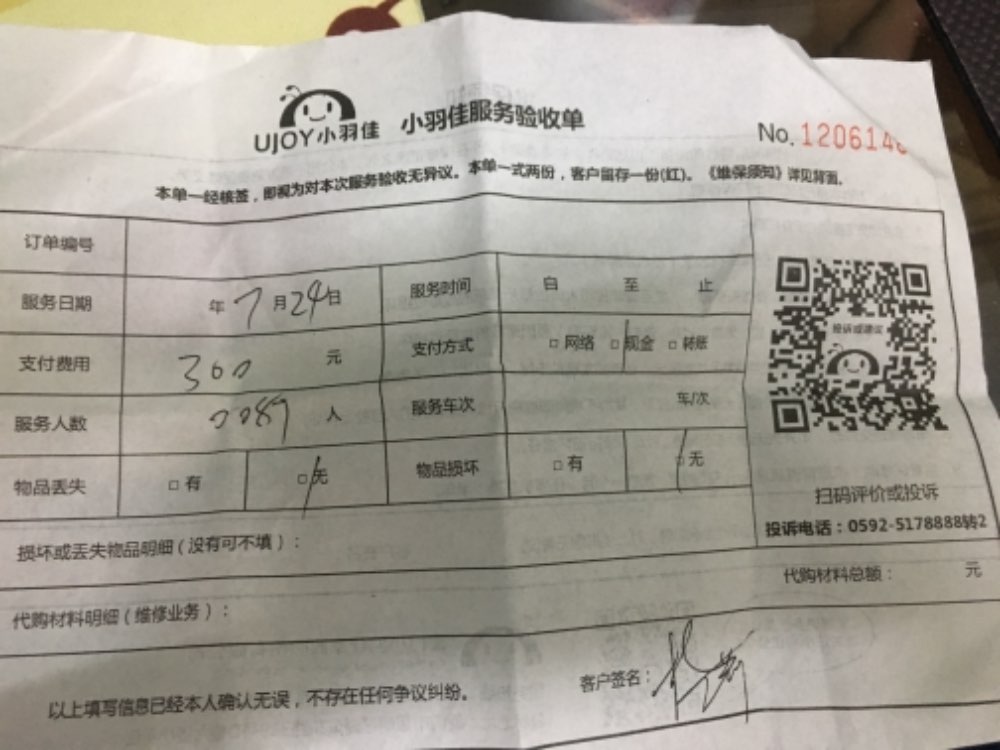 UJOY小羽佳 小羽佳服务验收单
No. 120614
本单一经核签，即视为对本次服务验收无异议。本单一式两份，客户留存一份(红)。《维保须知》详见背面。
订单编号
服务日期 年 7 月 24 日 服务时间 自 至 止
支付费用 300 元 支付方式 □ 网络 □ 现金 □ 转账
服务人数 0089 人 服务车次 车/次
物品丢失 □ 有 □ 无 物品损坏 □ 有 □ 无
投诉或建议
扫码评价或投诉
投诉电话：0592-5178888转2
损坏或丢失物品明细（没有可不填）：
代购材料明细（维修业务）： 代购材料总额： 元
以上填写信息已经本人确认无误，不存在任何争议纠纷。 客户签名：